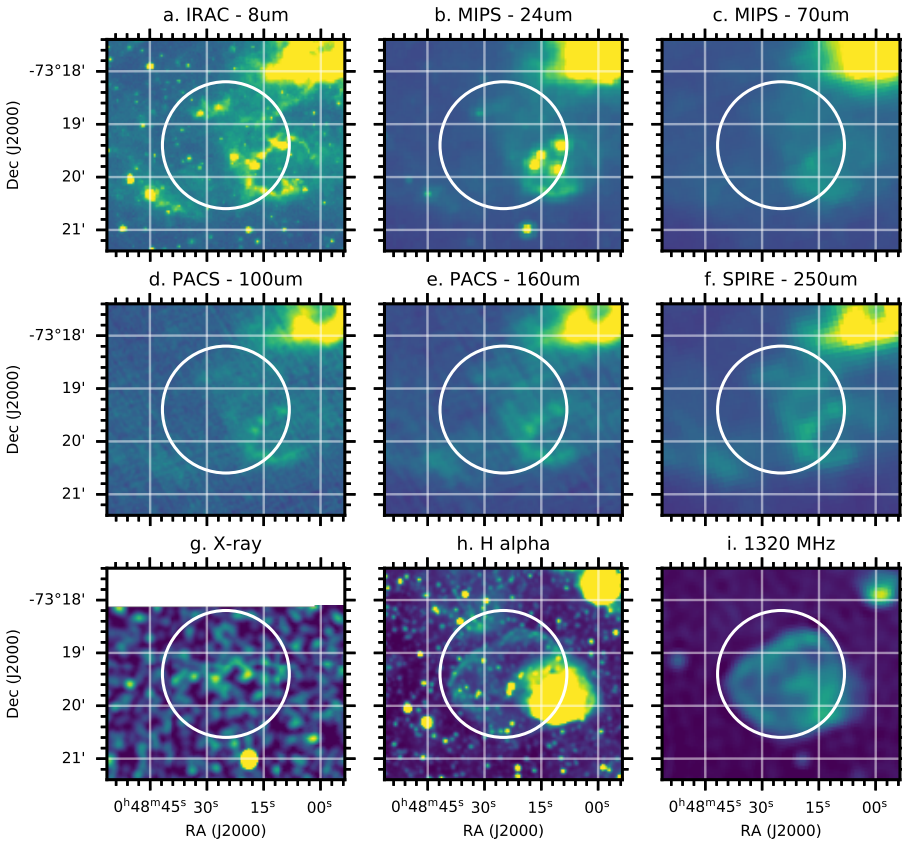 a. IRAC - 8um
b. MIPS - 24um
c. MIPS - 70um
-73°18'
19'
20'
21'
Dec (J2000)
d. PACS - 100um
e. PACS - 160um
f. SPIRE - 250um
-73°18'
19'
20'
21'
Dec (J2000)
g. X-ray
h. H alpha
i. 1320 MHz
-73°18'
19'
20'
21'
Dec (J2000)
0ʰ48ᵐ45ˢ 30ˢ 15ˢ 00ˢ
0ʰ48ᵐ45ˢ 30ˢ 15ˢ 00ˢ
0ʰ48ᵐ45ˢ 30ˢ 15ˢ 00ˢ
RA (J2000)
RA (J2000)
RA (J2000)